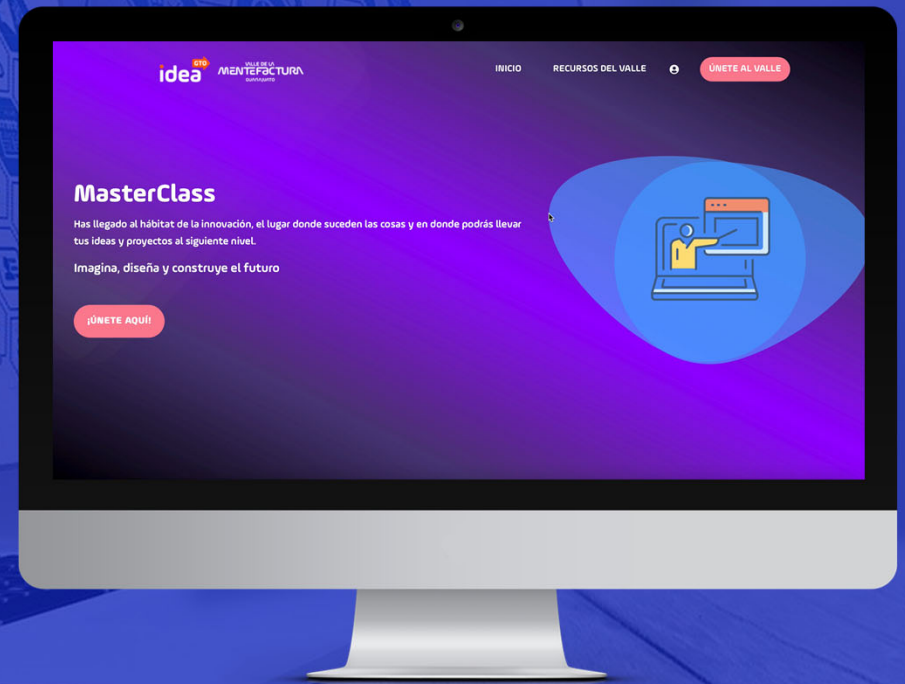 idea GTO
VALLE DE LA
MENTEFACTURA
GUANAJUATO
INICIO
RECURSOS DEL VALLE
ÚNETE AL VALLE
MasterClass
Has llegado al hábitat de la innovación, el lugar donde suceden las cosas y en donde podrás llevar
tus ideas y proyectos al siguiente nivel.
Imagina, diseña y construye el futuro
¡ÚNETE AQUÍ!